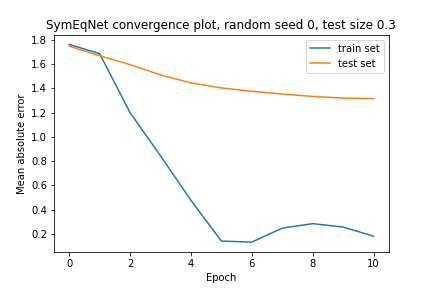 SymEqNet convergence plot, random seed 0, test size 0.3
train set
test set
1.8
1.6
1.4
1.2
1.0
0.8
0.6
0.4
0.2
Mean absolute error
0 2 4 6 8 10
Epoch